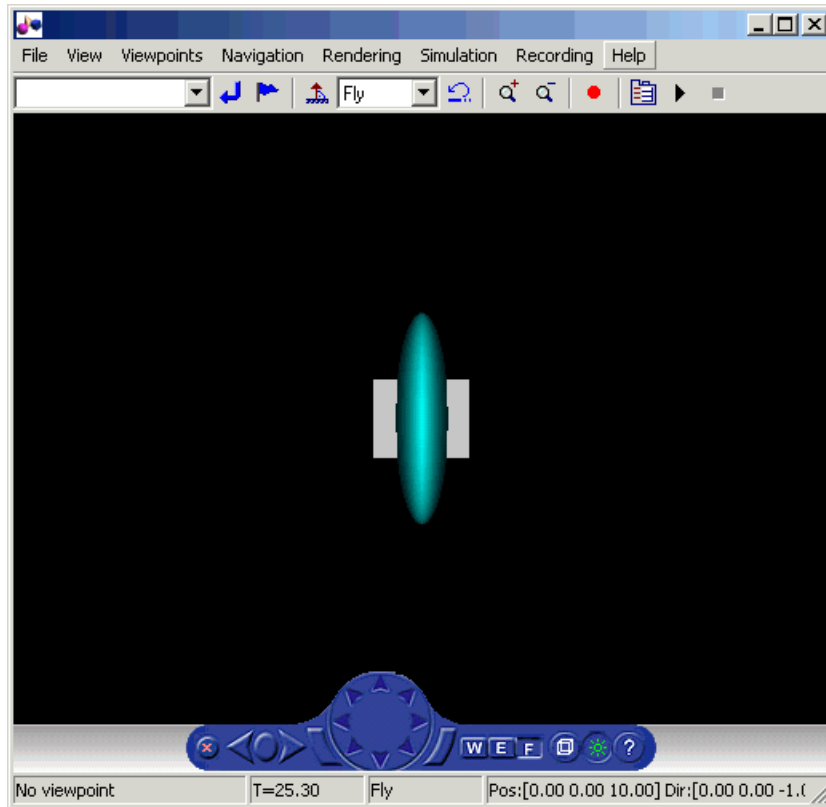 File View Viewpoints Navigation Rendering Simulation Recording Help
Fly
W E F ?
No viewpoint T=25.30 Fly Pos:[0.00 0.00 10.00] Dir:[0.00 0.00 -1.(